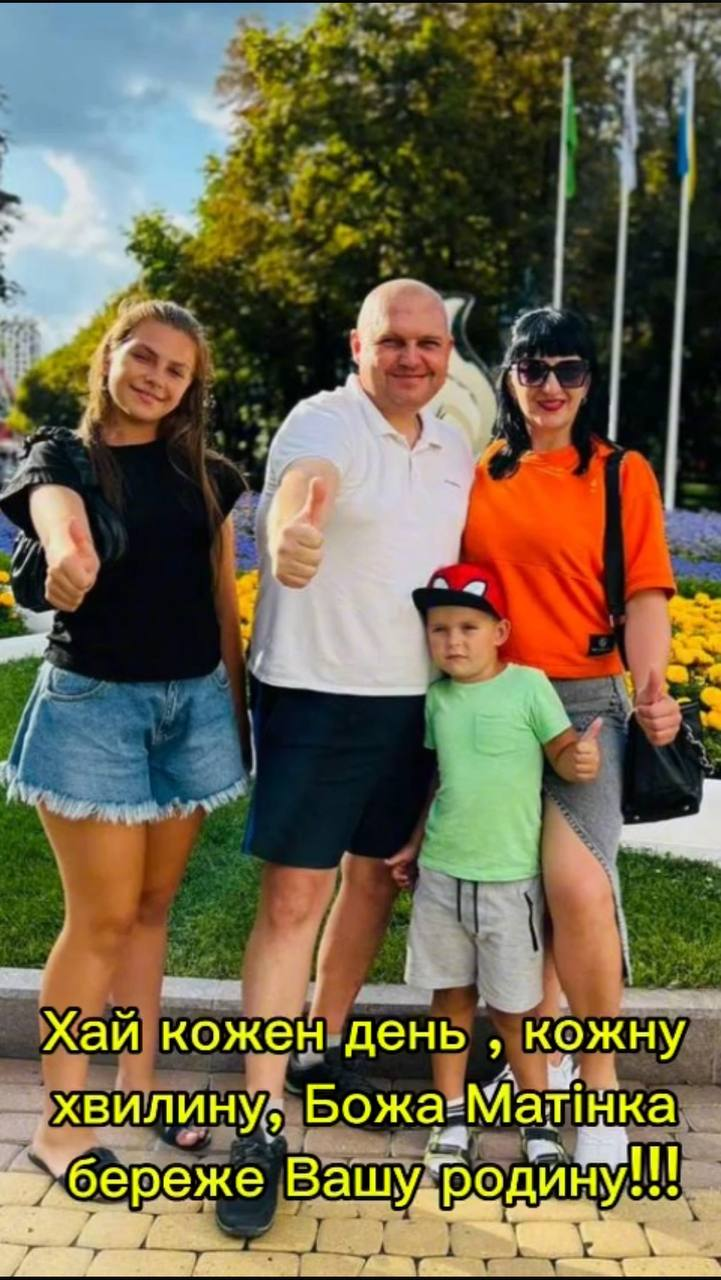 Хай кожен день , кожну
хвилину, Божа Матінка
береже Вашу родину!!!